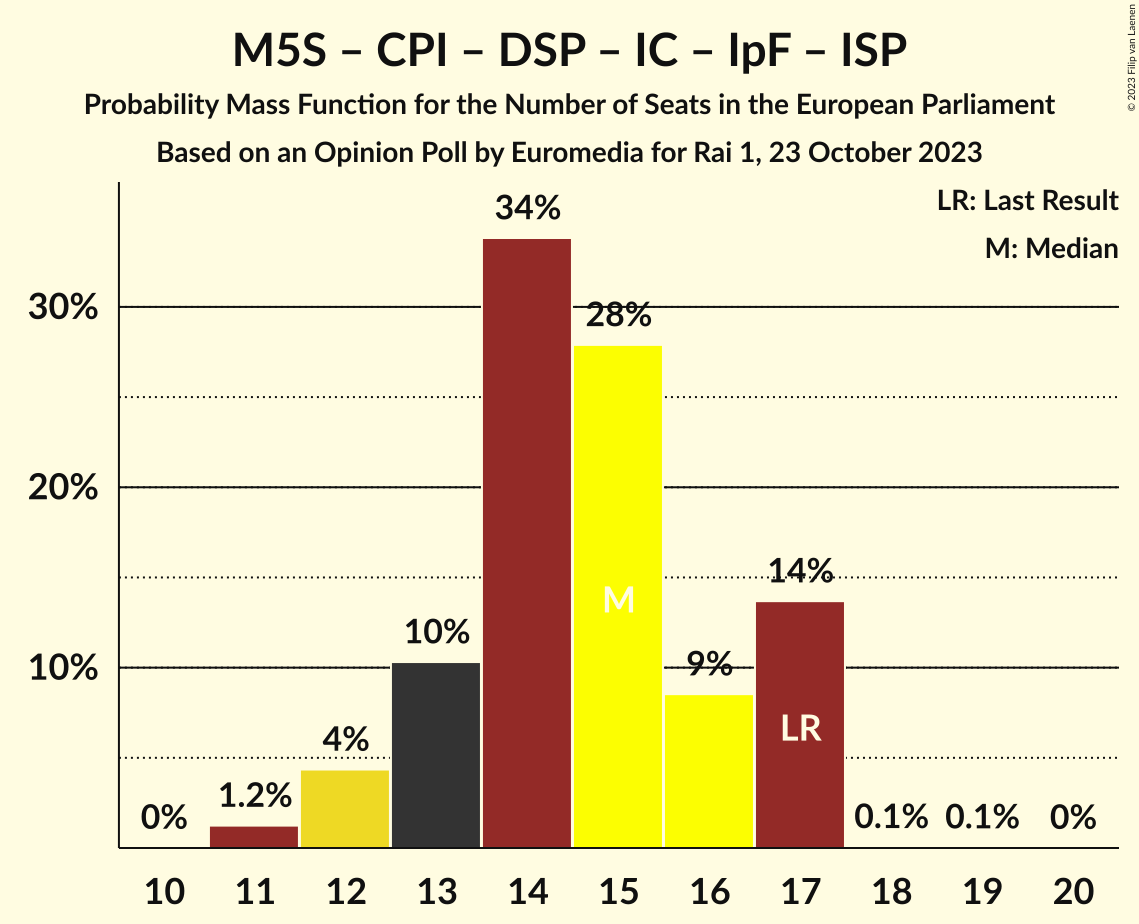 M5S – CPI – DSP – IC – IpF – ISP
Probability Mass Function for the Number of Seats in the European Parliament
Based on an Opinion Poll by Euromedia for Rai 1, 23 October 2023
© 2023 Filip van Laenen
LR: Last Result
M: Median
34%
30%
28%
20%
14%
M
10%
9%
10%
LR
4%
1.2%
0%
0.1%
0.1%
0%
10 11 12 13 14 15 16 17 18 19 20